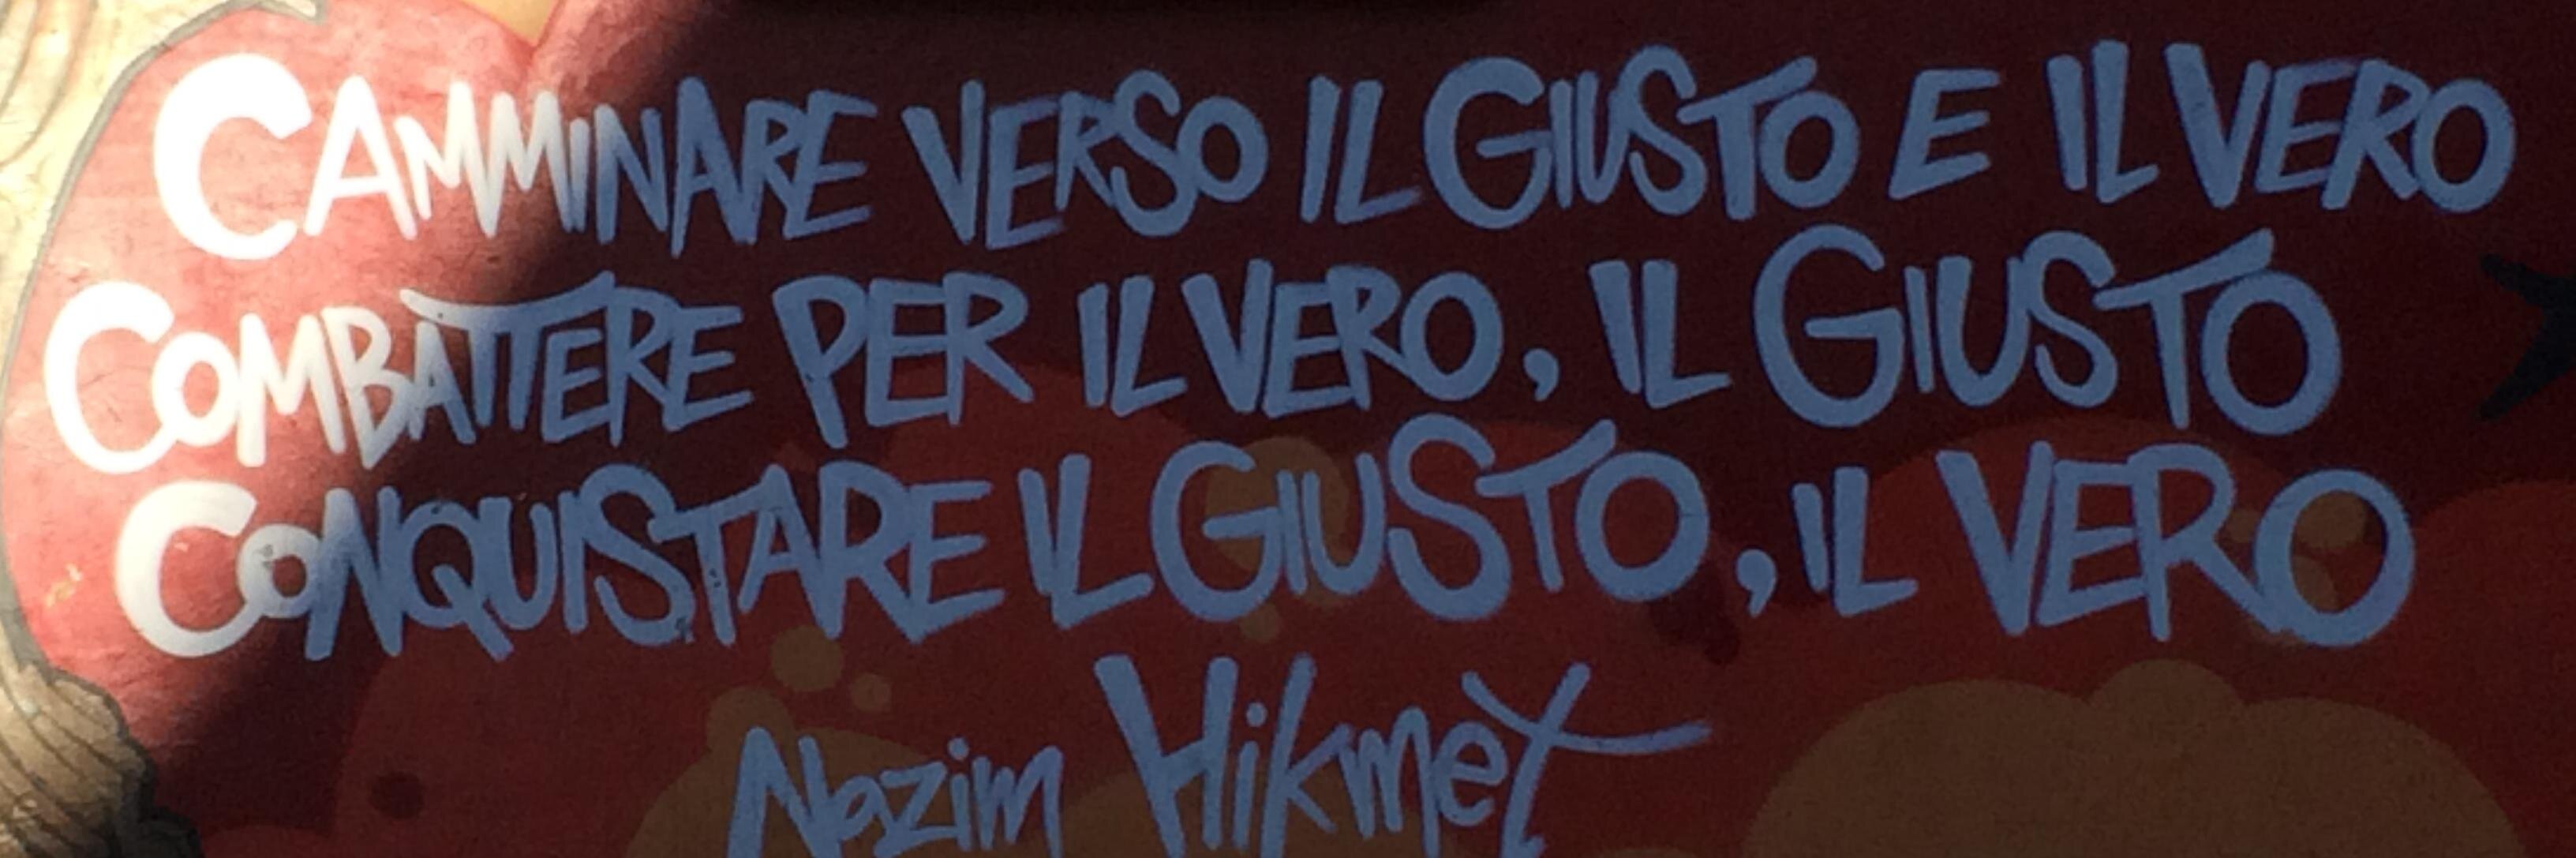 CAMMINARE VERSO IL GIUSTO E IL VERO
COMBATTERE PER IL VERO, IL GIUSTO
CONQUISTARE IL GIUSTO, IL VERO
Nazim Hikmet